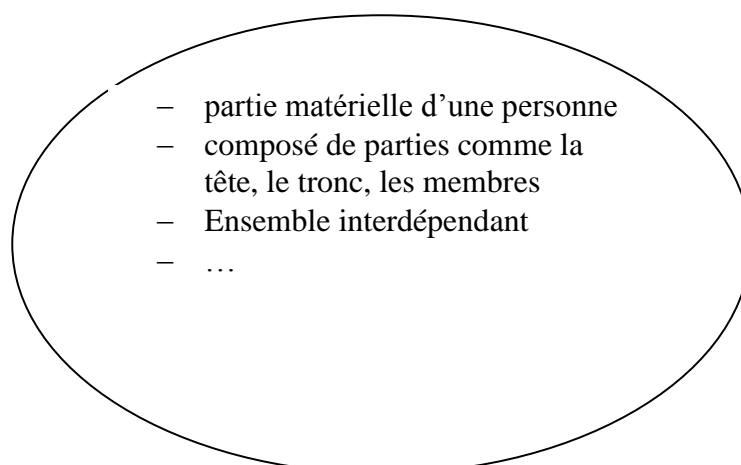 – partie matérielle d’une personne
– composé de parties comme la
tête, le tronc, les membres
– Ensemble interdépendant
– …